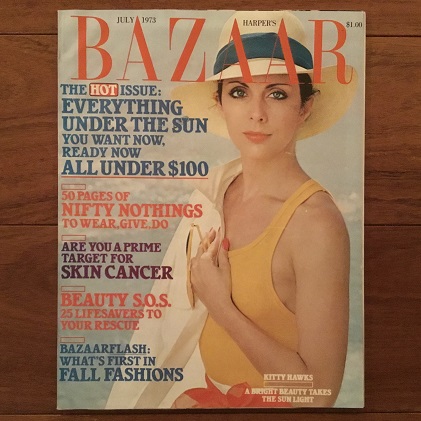 JULY 1973
HARPER'S
$1.00
BAZAAR
THE HOT ISSUE:
EVERYTHING
UNDER THE SUN
YOU WANT NOW,
READY NOW
ALL UNDER $100
50 PAGES OF
NIFTY NOTHINGS
TO WEAR, GIVE, DO
ARE YOU A PRIME
TARGET FOR
SKIN CANCER
BEAUTY S.O.S.
25 LIFESAVERS TO
YOUR RESCUE
BAZAARFLASH:
WHAT'S FIRST IN
FALL FASHIONS
KITTY HAWKS
A BRIGHT BEAUTY TAKES
THE SUN LIGHT